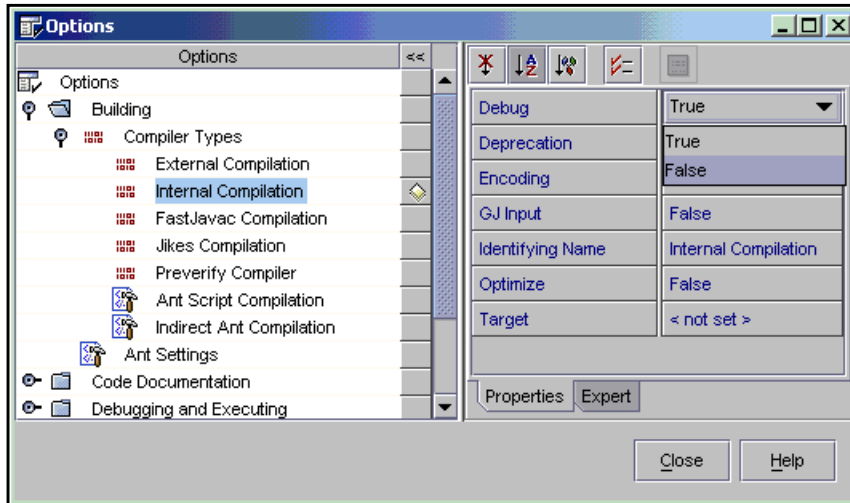 Options
Options
<<
Options
Building
Compiler Types
External Compilation
Internal Compilation
FastJavac Compilation
Jikes Compilation
Preverify Compiler
Ant Script Compilation
Indirect Ant Compilation
Ant Settings
Code Documentation
Debugging and Executing
Debug True
Deprecation True
Encoding False
GJ Input False
Identifying Name Internal Compilation
Optimize False
Target < not set >
Properties Expert
Close Help